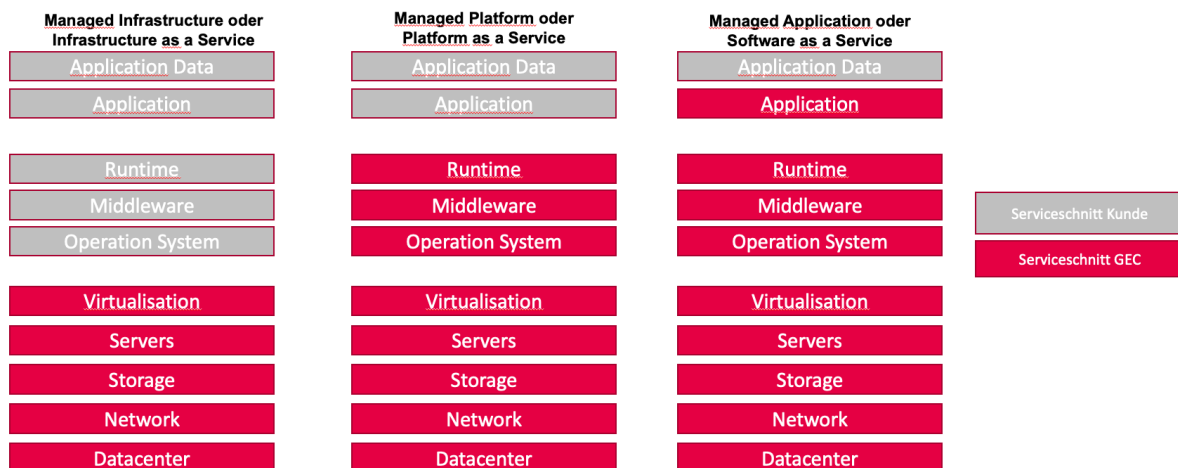 Managed Infrastructure oder
Infrastructure as a Service
Application Data
Application
Runtime
Middleware
Operation System
Virtualisation
Servers
Storage
Network
Datacenter
Managed Platform oder
Platform as a Service
Application Data
Application
Runtime
Middleware
Operation System
Virtualisation
Servers
Storage
Network
Datacenter
Managed Application oder
Software as a Service
Application Data
Application
Runtime
Middleware
Operation System
Virtualisation
Servers
Storage
Network
Datacenter
Serviceschnitt Kunde
Serviceschnitt GEC